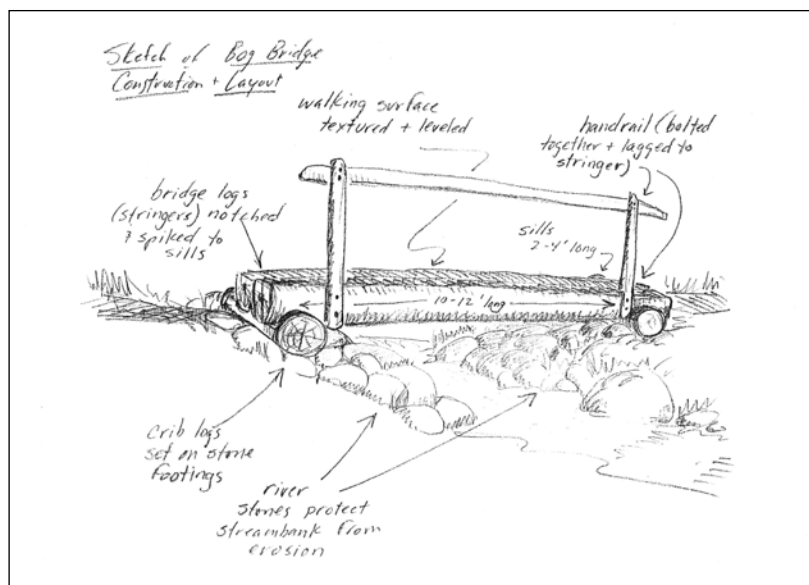 Sketch of Bog Bridge
Construction + Layout
walking surface
textured + leveled
handrail (bolted
together + lagged to
stringer)
bridge logs
(stringers) notched
& spiked to
sills
sills
2-4' long
10-12' long
crib logs
set on stone
footings
river
stones protect
streambank from
erosion